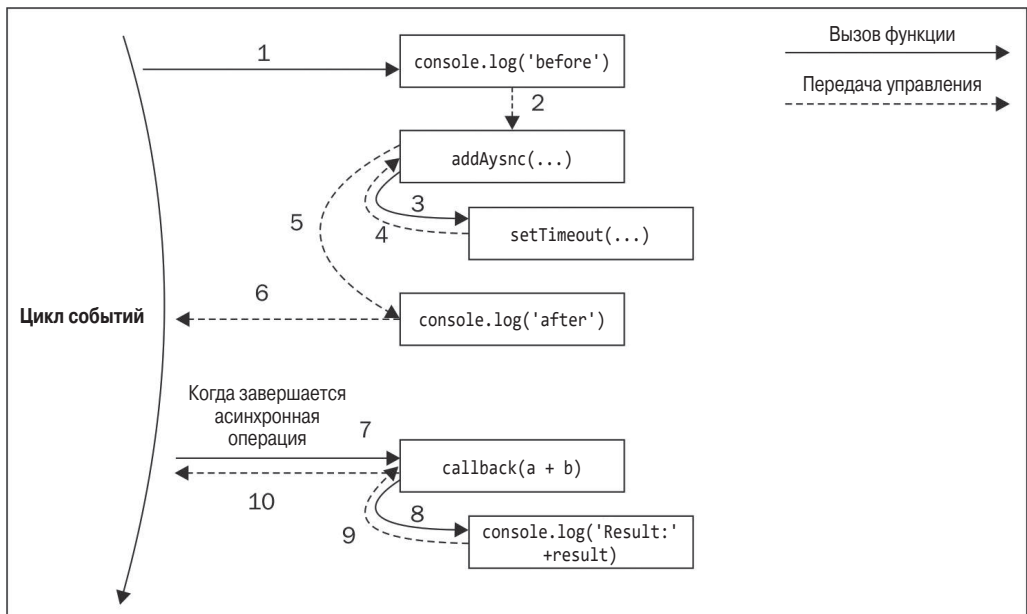 1
console.log('before')
Вызов функции
Передача управления
2
addAysnc(...)
3
4
5
setTimeout(...)
6
Цикл событий
console.log('after')
Когда завершается
асинхронная
операция
7
callback(a + b)
10
8
9
console.log('Result:'
+result)